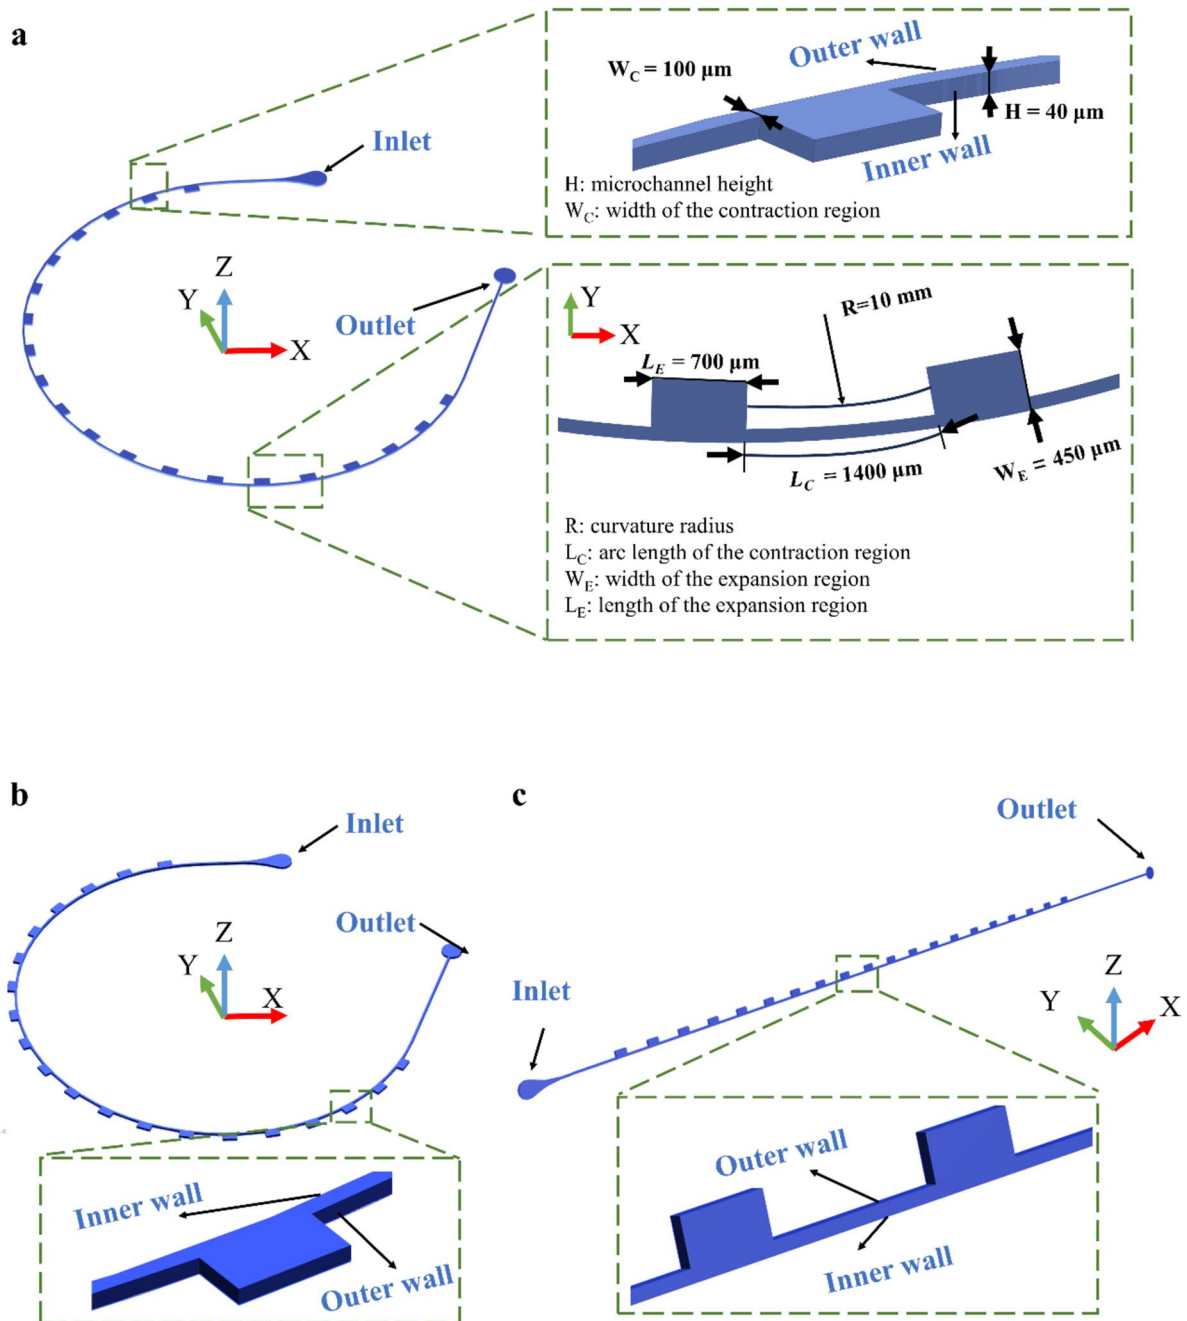 a
Outer wall
W_C = 100 μm
H = 40 μm
Inner wall
H: microchannel height
W_C: width of the contraction region
Inlet
Z
Y
X
Outlet
Y
X
R=10 mm
L_E = 700 μm
L_C = 1400 μm
W_E = 450 μm
R: curvature radius
L_C: arc length of the contraction region
W_E: width of the expansion region
L_E: length of the expansion region
b
Inlet
Outlet
Z
Y
X
Inner wall
Outer wall
c
Outlet
Inlet
Z
Y
X
Outer wall
Inner wall